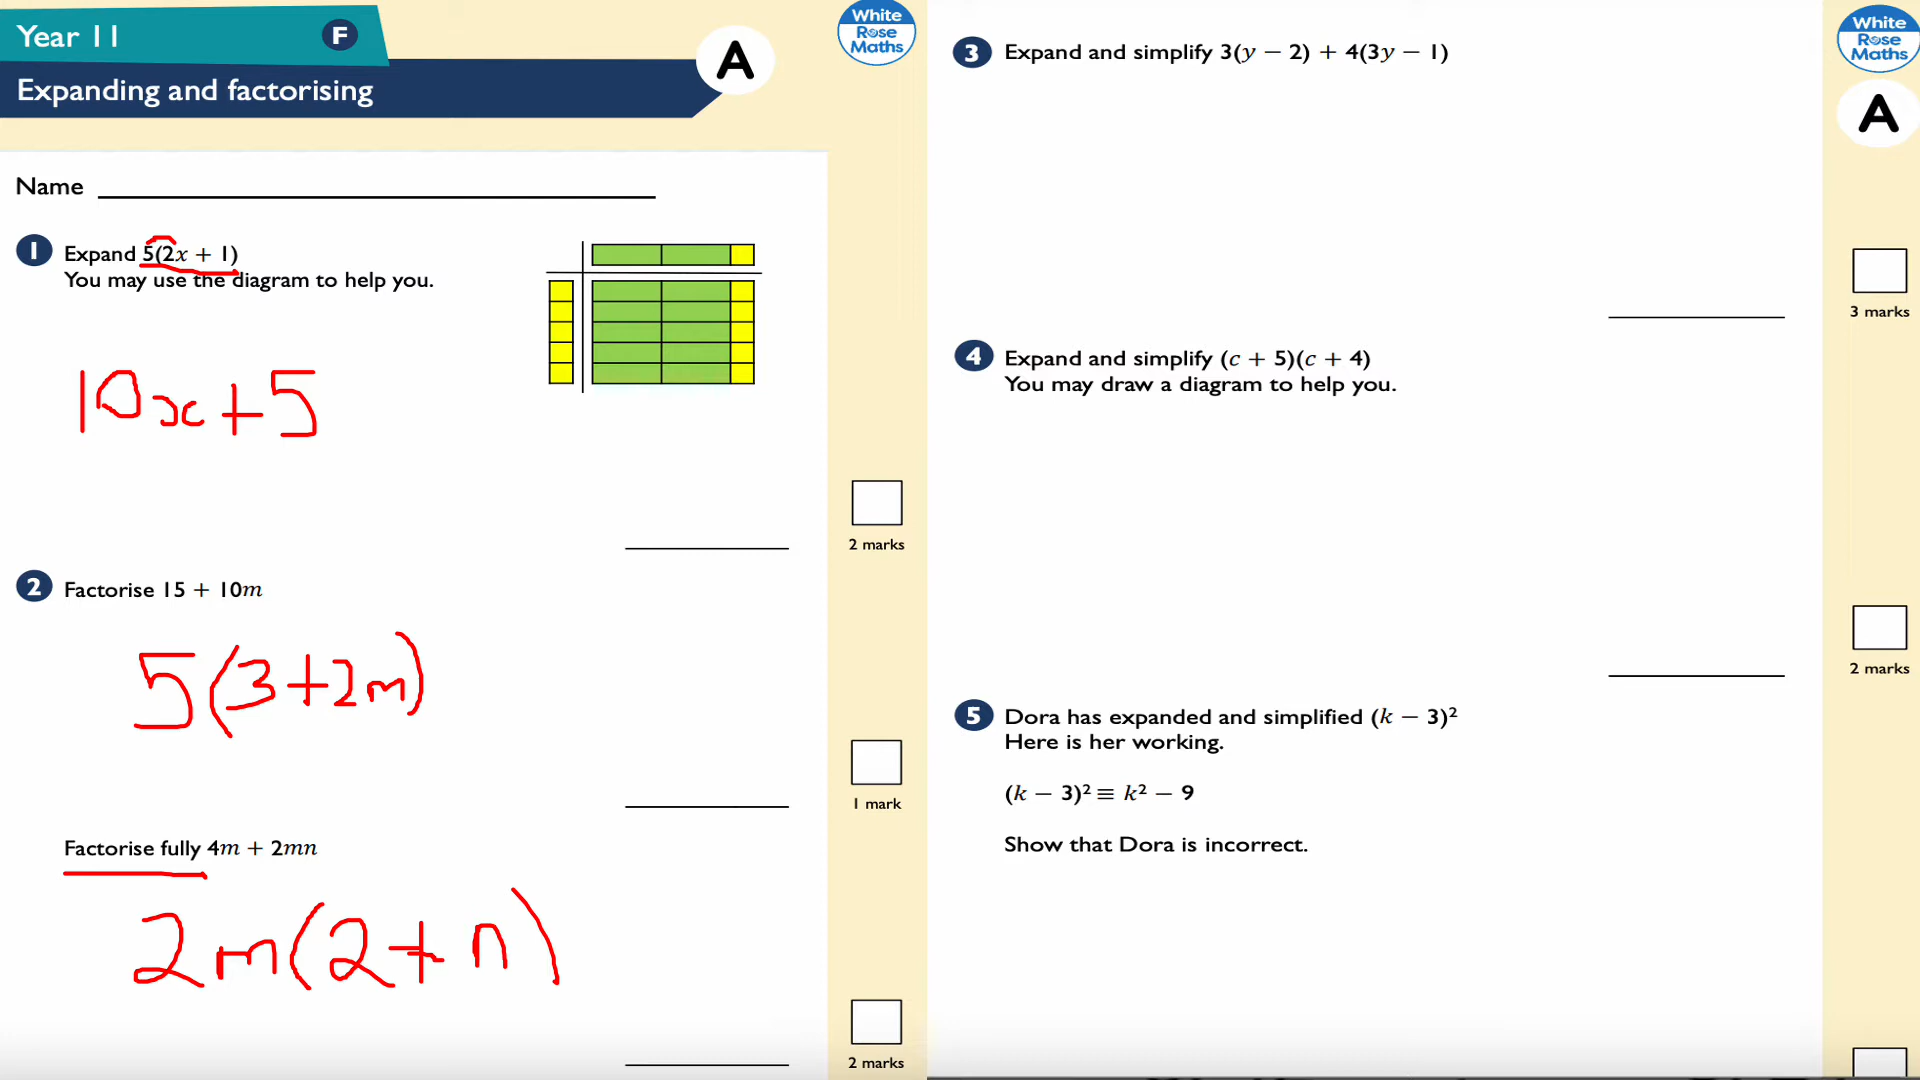 Year 11 F
Expanding and factorising
A
White
Rose
Maths
Name
1 Expand 5(2x + 1)
You may use the diagram to help you.
10x+5
2 marks
2 Factorise 15 + 10m
5(3+2m)
1 mark
Factorise fully 4m + 2mn
2m(2+n)
2 marks
White
Rose
Maths
A
3 Expand and simplify 3(y − 2) + 4(3y − 1)
3 marks
4 Expand and simplify (c + 5)(c + 4)
You may draw a diagram to help you.
2 marks
5 Dora has expanded and simplified (k − 3)²
Here is her working.
(k − 3)² ≡ k² − 9
Show that Dora is incorrect.